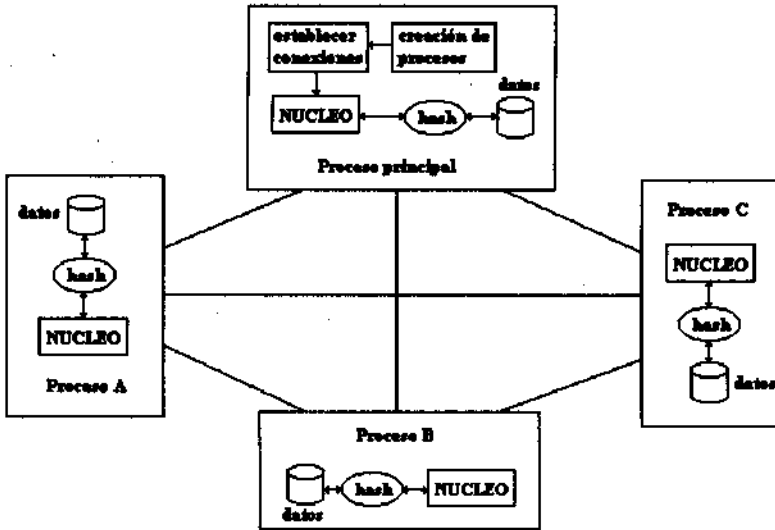 establecer
conexiones
creación de
procesos
NUCLEO
hash
datos
Proceso principal
datos
hash
NUCLEO
Proceso A
Proceso C
NUCLEO
hash
datos
Proceso B
datos
hash
NUCLEO